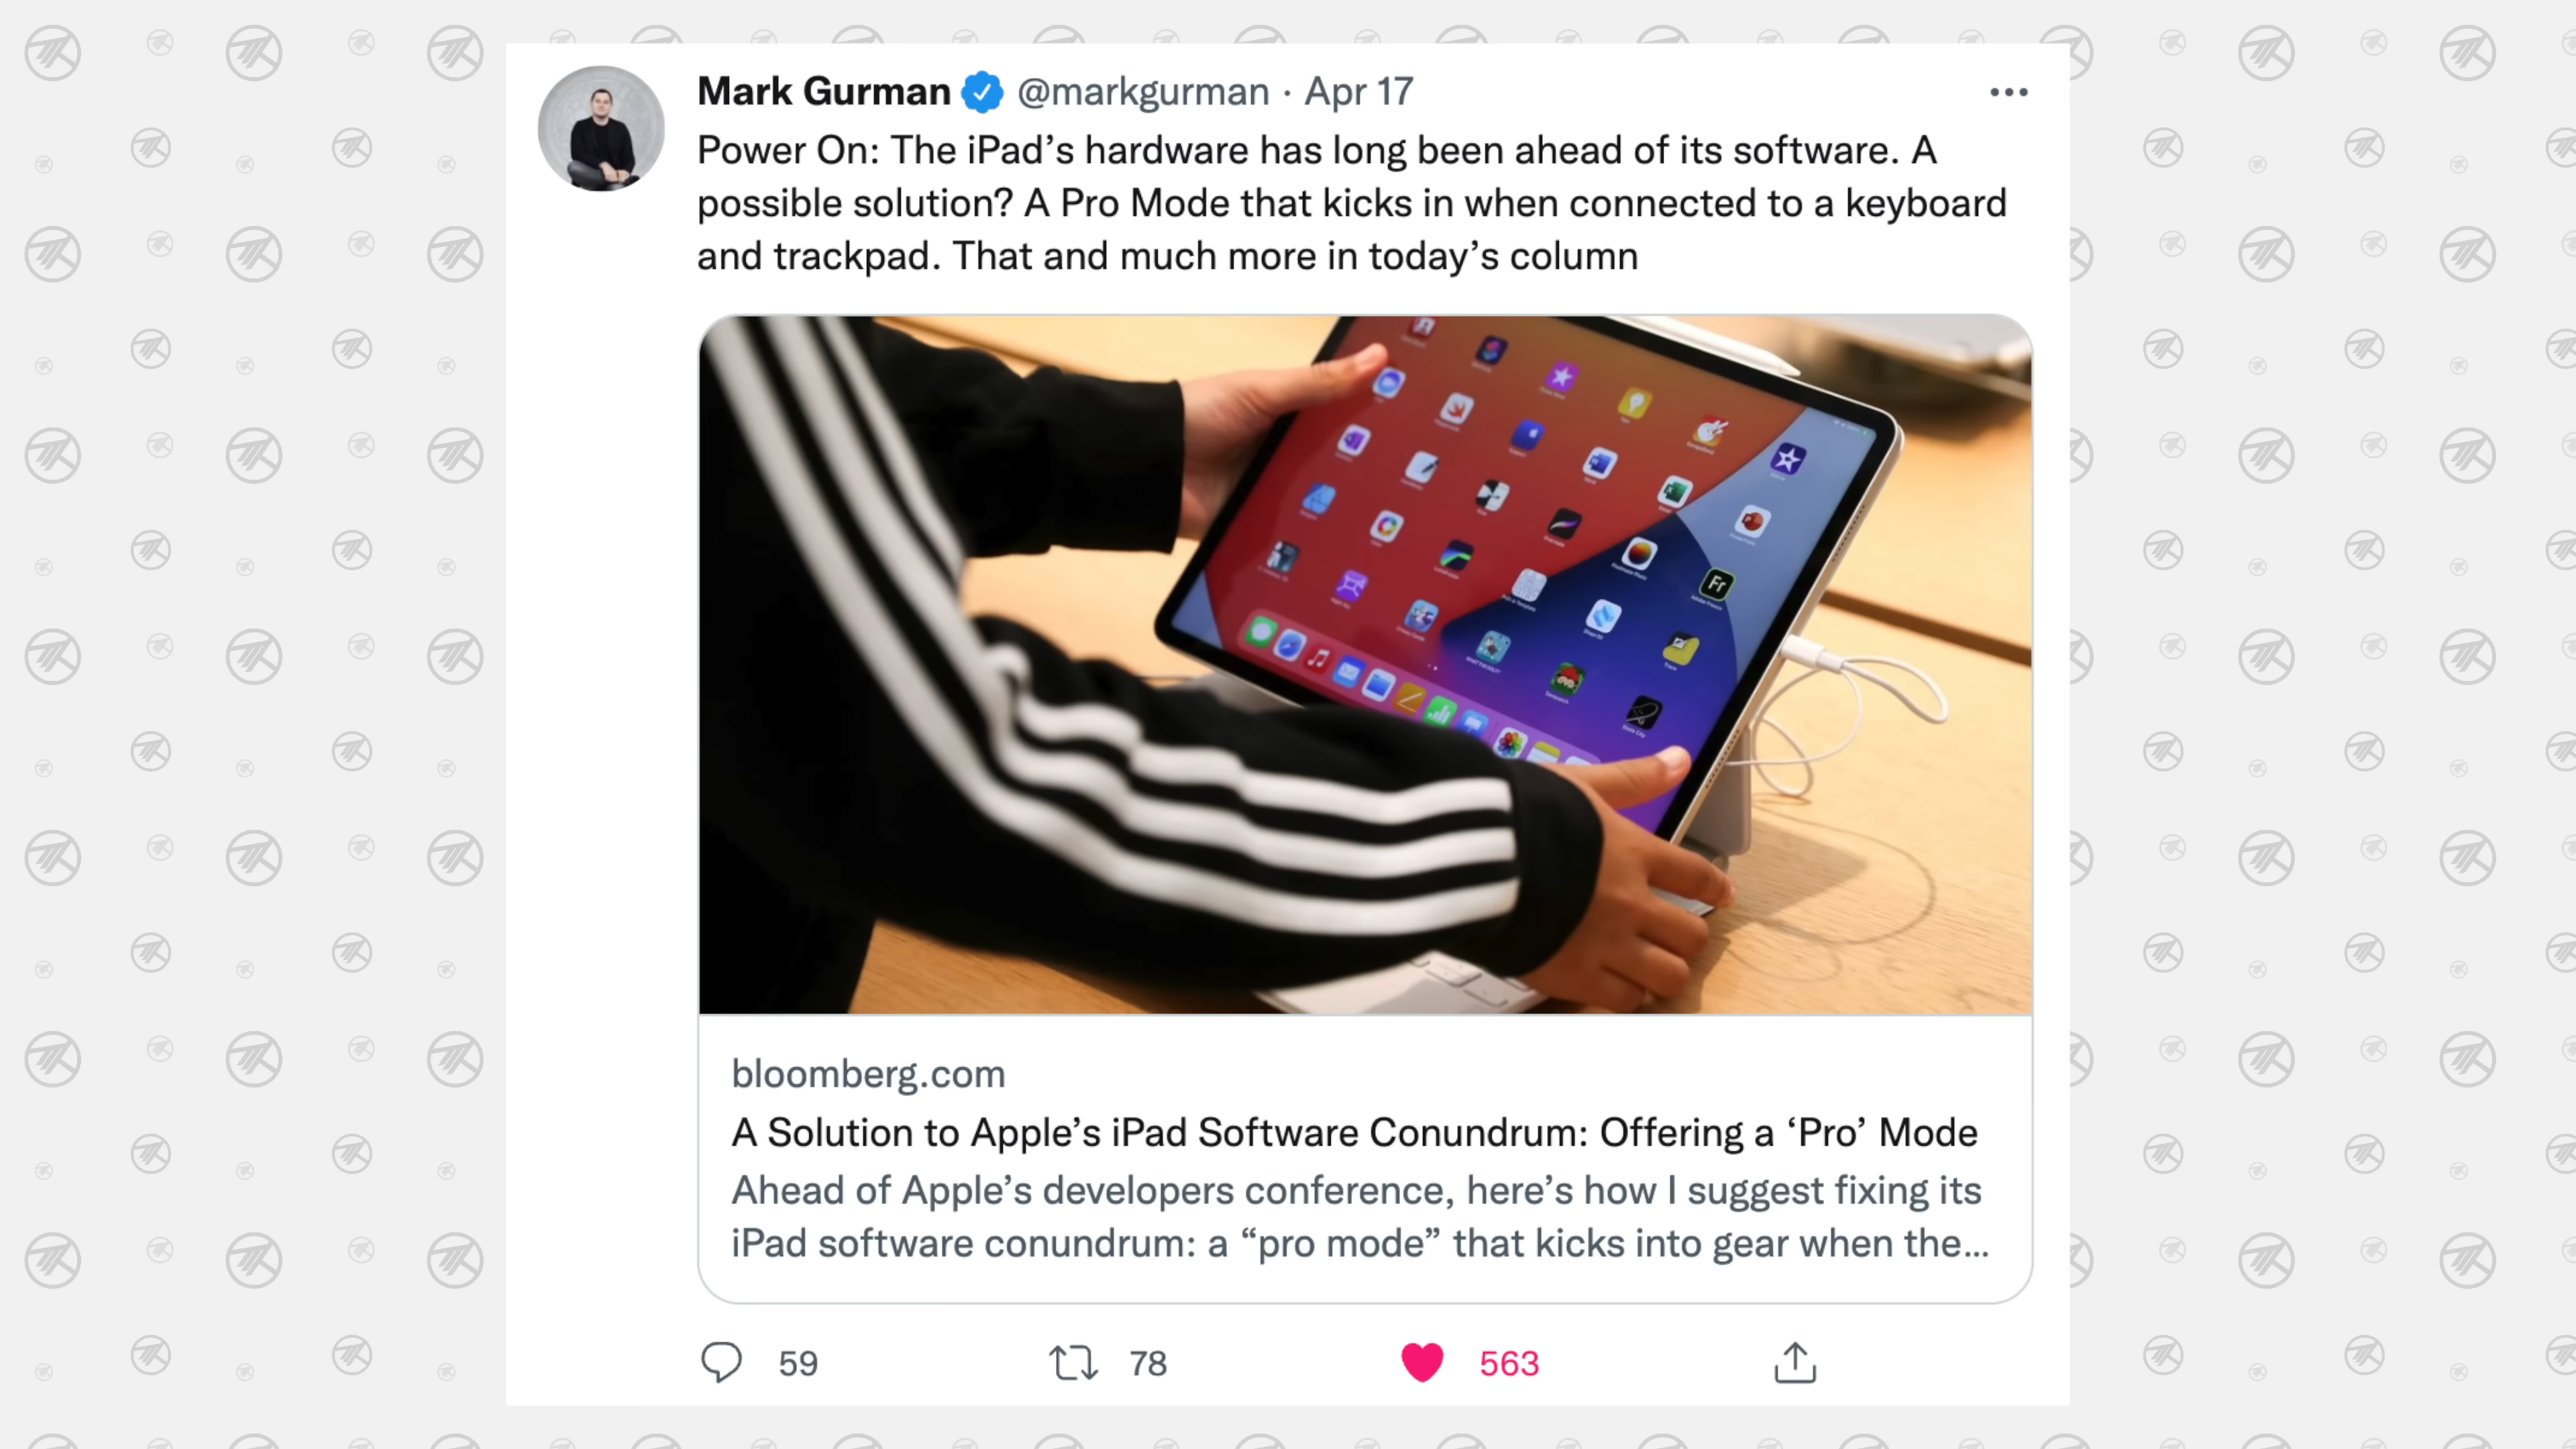 Mark Gurman @markgurman · Apr 17
Power On: The iPad’s hardware has long been ahead of its software. A
possible solution? A Pro Mode that kicks in when connected to a keyboard
and trackpad. That and much more in today’s column
Fr
bloomberg.com
A Solution to Apple’s iPad Software Conundrum: Offering a ‘Pro’ Mode
Ahead of Apple’s developers conference, here’s how I suggest fixing its
iPad software conundrum: a “pro mode” that kicks into gear when the...
59 78 563